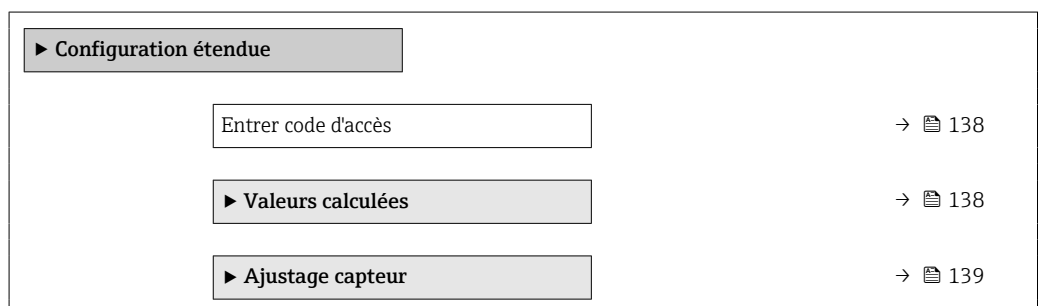 ▶ Configuration étendue
Entrer code d'accès → 138
▶ Valeurs calculées → 138
▶ Ajustage capteur → 139